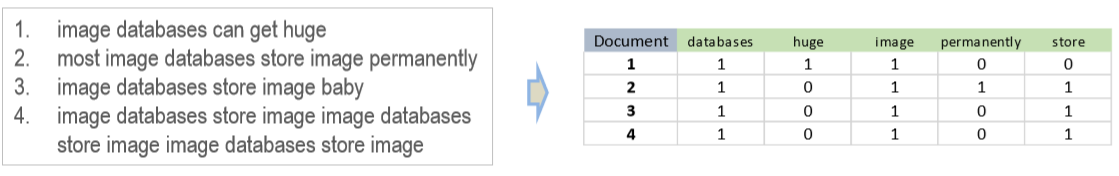 1. image databases can get huge
2. most image databases store image permanently
3. image databases store image baby
4. image databases store image image databases
store image image databases store image
Document databases huge image permanently store
1 1 1 1 0 0
2 1 0 1 1 1
3 1 0 1 0 1
4 1 0 1 0 1